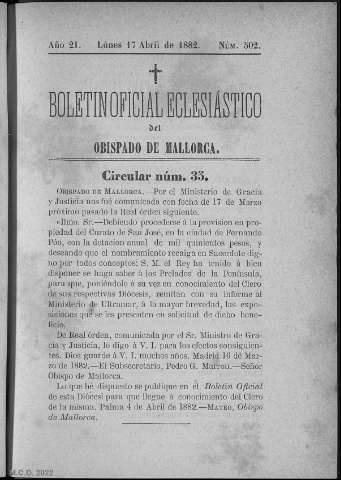 Año 21. Lúnes 17 Abril de 1882. NÚM. 502.
BOLETIN OFICIAL ECLESIÁSTICO
del
OBISPADO DE MALLORCA.
Circular núm. 35.
OBISPADO DE MALLORCA.—Por el Ministerio de Gracia
y Justicia nos fué comunicada con fecha de 17 de Marzo
próximo pasado la Real órden siguiente.
«Ilmo. Sr.—Debiendo procederse á la provision en pro-
piedad del Curato de San José, en la ciudad de Fernando
Póo, con la dotacion anual de mil quinientos pesos, y
deseando que el nombramiento recaiga en Sacerdote dig-
no por todos conceptos; S. M. el Rey ha tenido á bien
disponer se haga saber á los Prelados de la Península,
para que, poniéndolo á su vez en conocimiento del Clero
de sus respectivas Diócesis, remitan con su informe al
Ministerio de Ultramar, á la mayor brevedad, las expo-
siciones que se les presenten en solicitud de dicho bene-
ficio.
De Real órden, comunicada por el Sr. Ministro de Gra-
cia y Justicia, lo digo á V. I. para los efectos consiguien-
tes. Dios guarde á V. I. muchos años. Madrid 16 de Mar-
zo de 1882.—El Subsecretario, Pedro G. Marron.—Señor
Obispo de Mallorca.
Lo que hé dispuesto se publique en el Boletin Oficial
de esta Diócesi para que llegue á conocimiento del Clero
de la misma. Palma 4 de Abril de 1882.—MATEO, Obispo
de Mallorca.
M.C.D. 2022